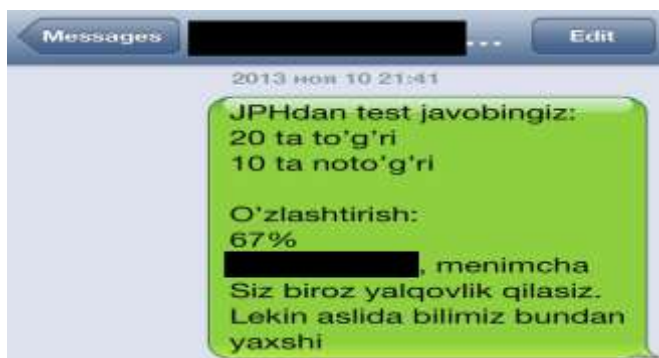 Messages
...
Edit
2013 ноя 10 21:41
JPHdan test javobingiz:
20 ta to'g'ri
10 ta noto'g'ri
O'zlashtirish:
67%
, menimcha
Siz biroz yalqovlik qilasiz.
Lekin aslida bilimiz bundan
yaxshi